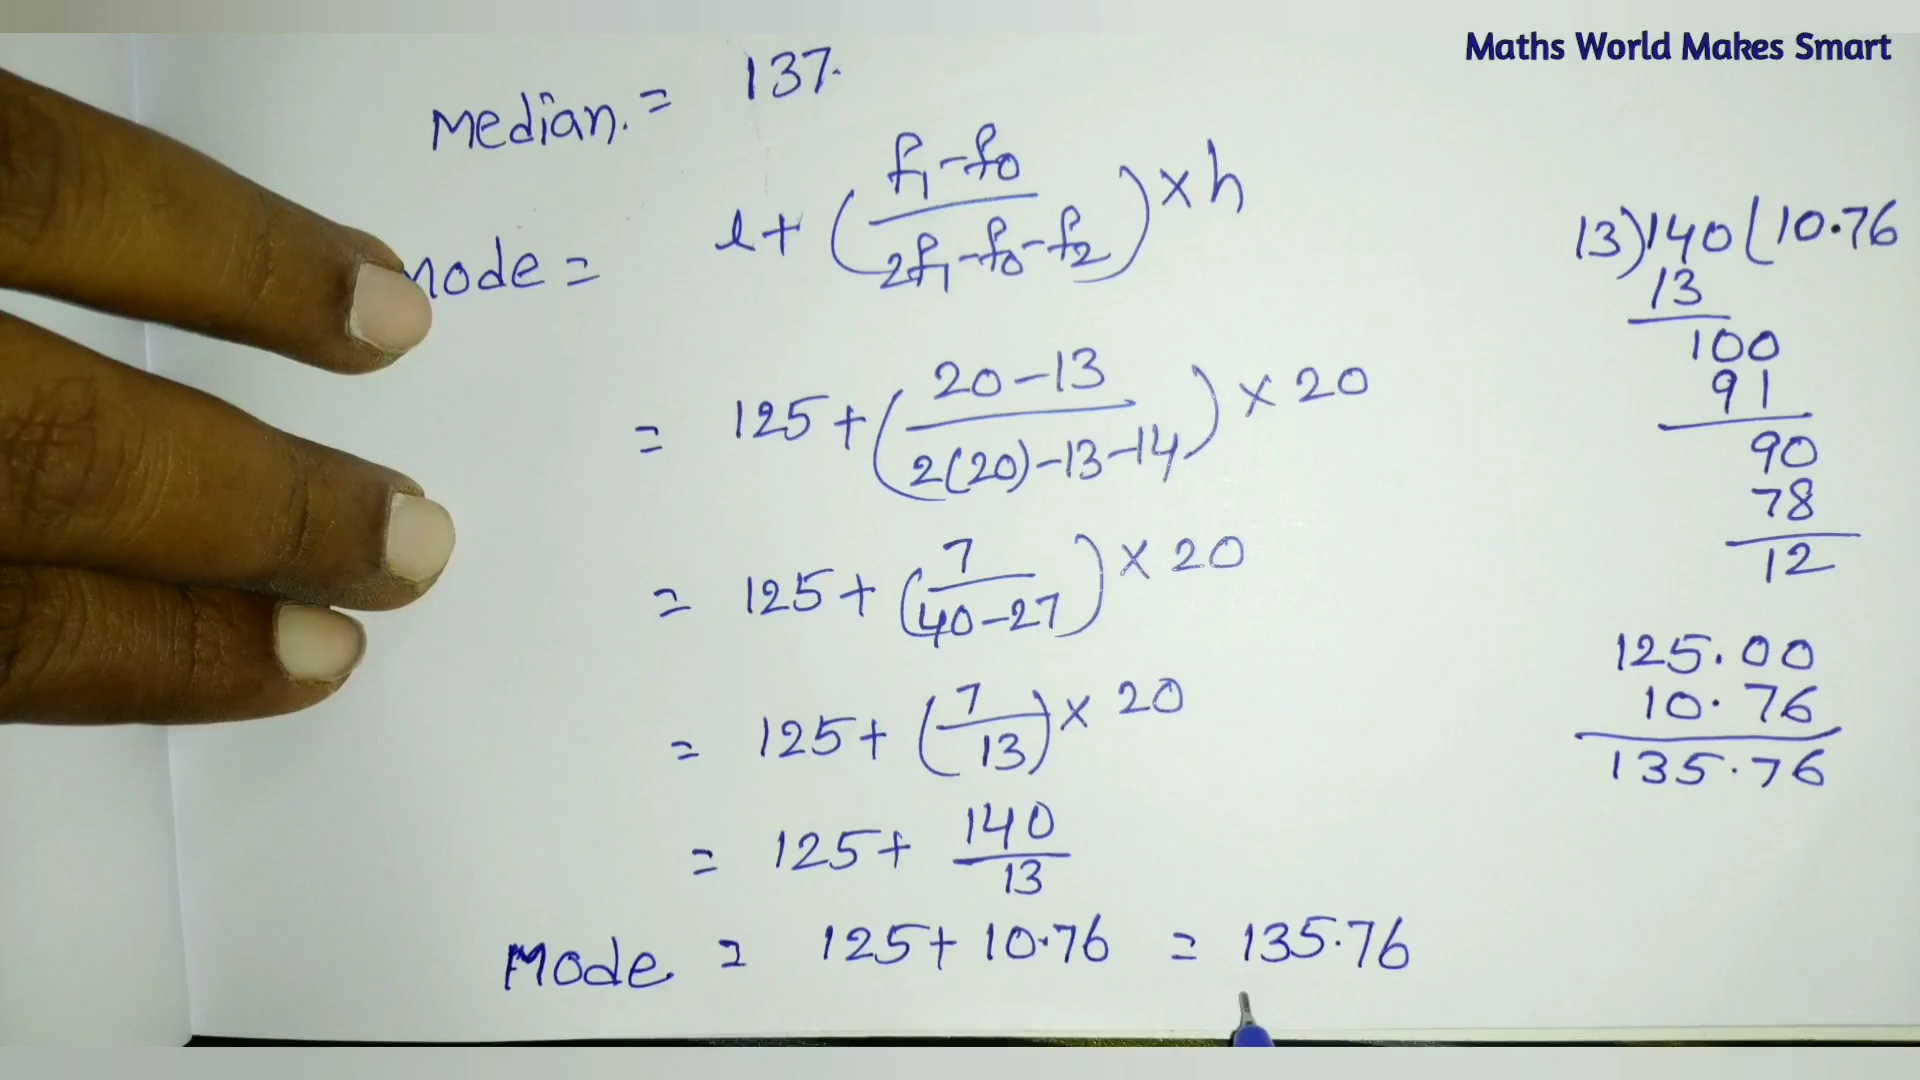 Maths World Makes Smart
Median. = 137.
mode = l + (f₁-f₀ / 2f₁-f₀-f₂) × h
= 125 + (20-13 / 2(20)-13-14) × 20
= 125 + (7 / 40-27) × 20
= 125 + (7 / 13) × 20
= 125 + 140 / 13
Mode = 125 + 10.76 = 135.76
13)140(10.76
13
100
91
90
78
12
125.00
10.76
135.76